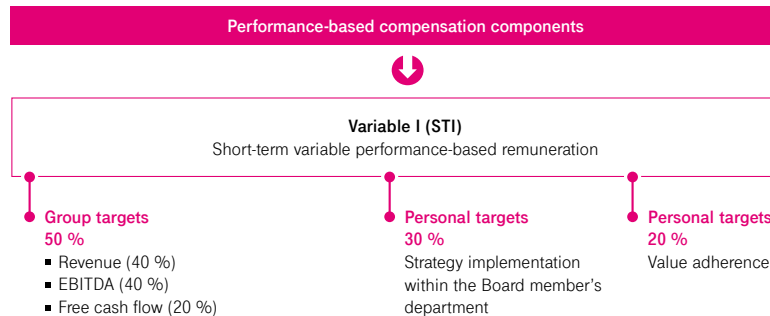 Performance-based compensation components
Variable I (STI)
Short-term variable performance-based remuneration
Group targets
50 %
▪ Revenue (40 %)
▪ EBITDA (40 %)
▪ Free cash flow (20 %)
Personal targets
30 %
Strategy implementation
within the Board member's
department
Personal targets
20 %
Value adherence